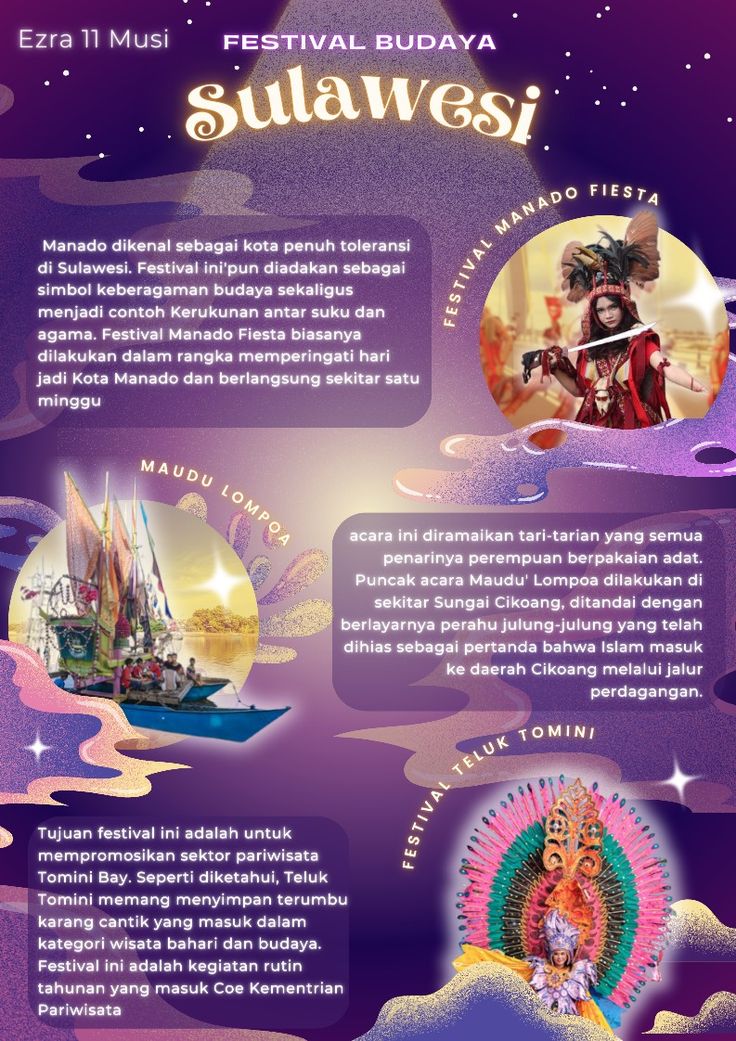 Ezra 11 Musi
FESTIVAL BUDAYA
Sulawesi
FESTIVAL MANADO FIESTA
Manado dikenal sebagai kota penuh toleransi
di Sulawesi. Festival ini'pun diadakan sebagai
simbol keberagaman budaya sekaligus
menjadi contoh Kerukunan antar suku dan
agama. Festival Manado Fiesta biasanya
dilakukan dalam rangka memperingati hari
jadi Kota Manado dan berlangsung sekitar satu
minggu
MAUDU LOMPOA
acara ini diramaikan tari-tarian yang semua
penarinya perempuan berpakaian adat.
Puncak acara Maudu' Lompoa dilakukan di
sekitar Sungai Cikoang, ditandai dengan
berlayarnya perahu julung-julung yang telah
dihias sebagai pertanda bahwa Islam masuk
ke daerah Cikoang melalui jalur
perdagangan.
FESTIVAL TELUK TOMINI
Tujuan festival ini adalah untuk
mempromosikan sektor pariwisata
Tomini Bay. Seperti diketahui, Teluk
Tomini memang menyimpan terumbu
karang cantik yang masuk dalam
kategori wisata bahari dan budaya.
Festival ini adalah kegiatan rutin
tahunan yang masuk Coe Kementrian
Pariwisata